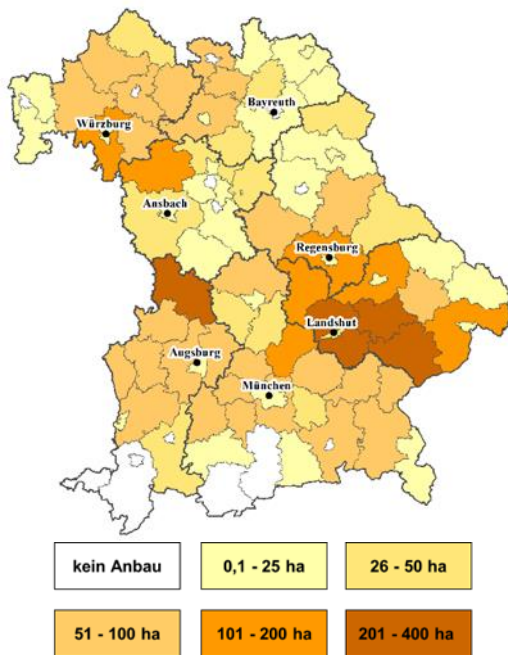 Bayreuth
Würzburg
Ansbach
Regensburg
Landshut
Augsburg
München
kein Anbau
0,1 - 25 ha
26 - 50 ha
51 - 100 ha
101 - 200 ha
201 - 400 ha